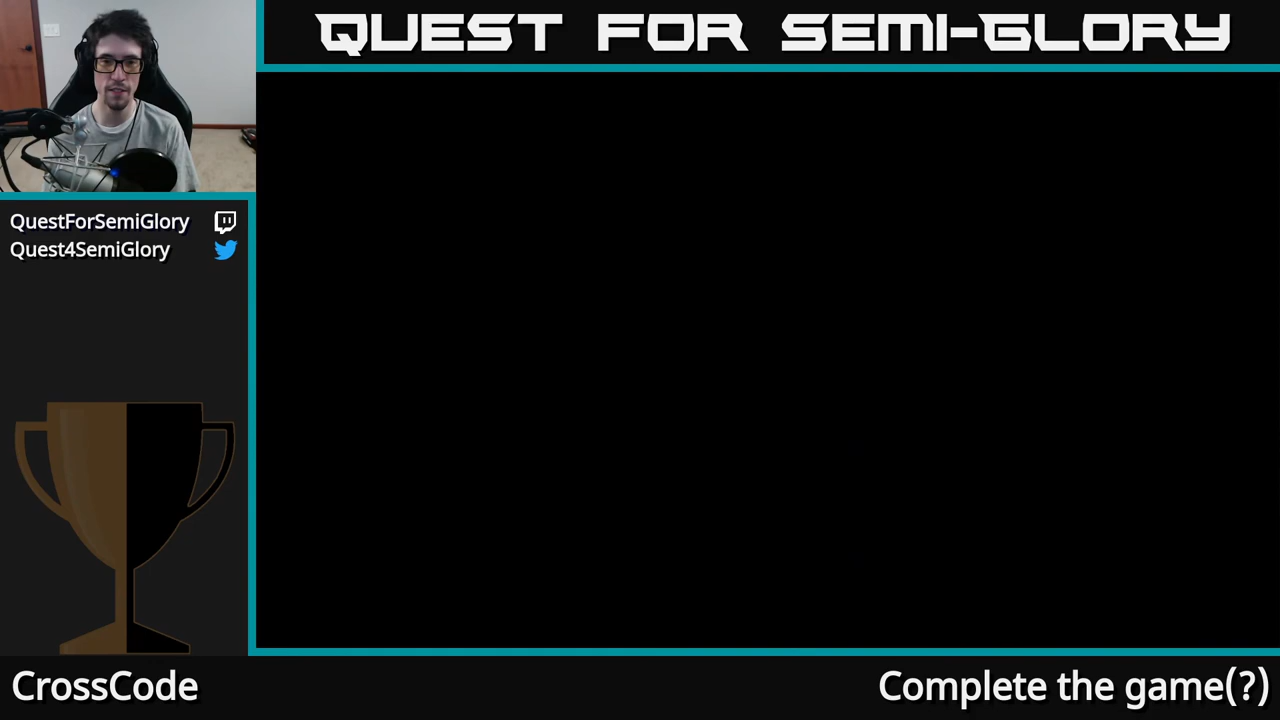 QUEST FOR SEMI-GLORY
QuestForSemiGlory
Quest4SemiGlory
CrossCode
Complete the game(?)